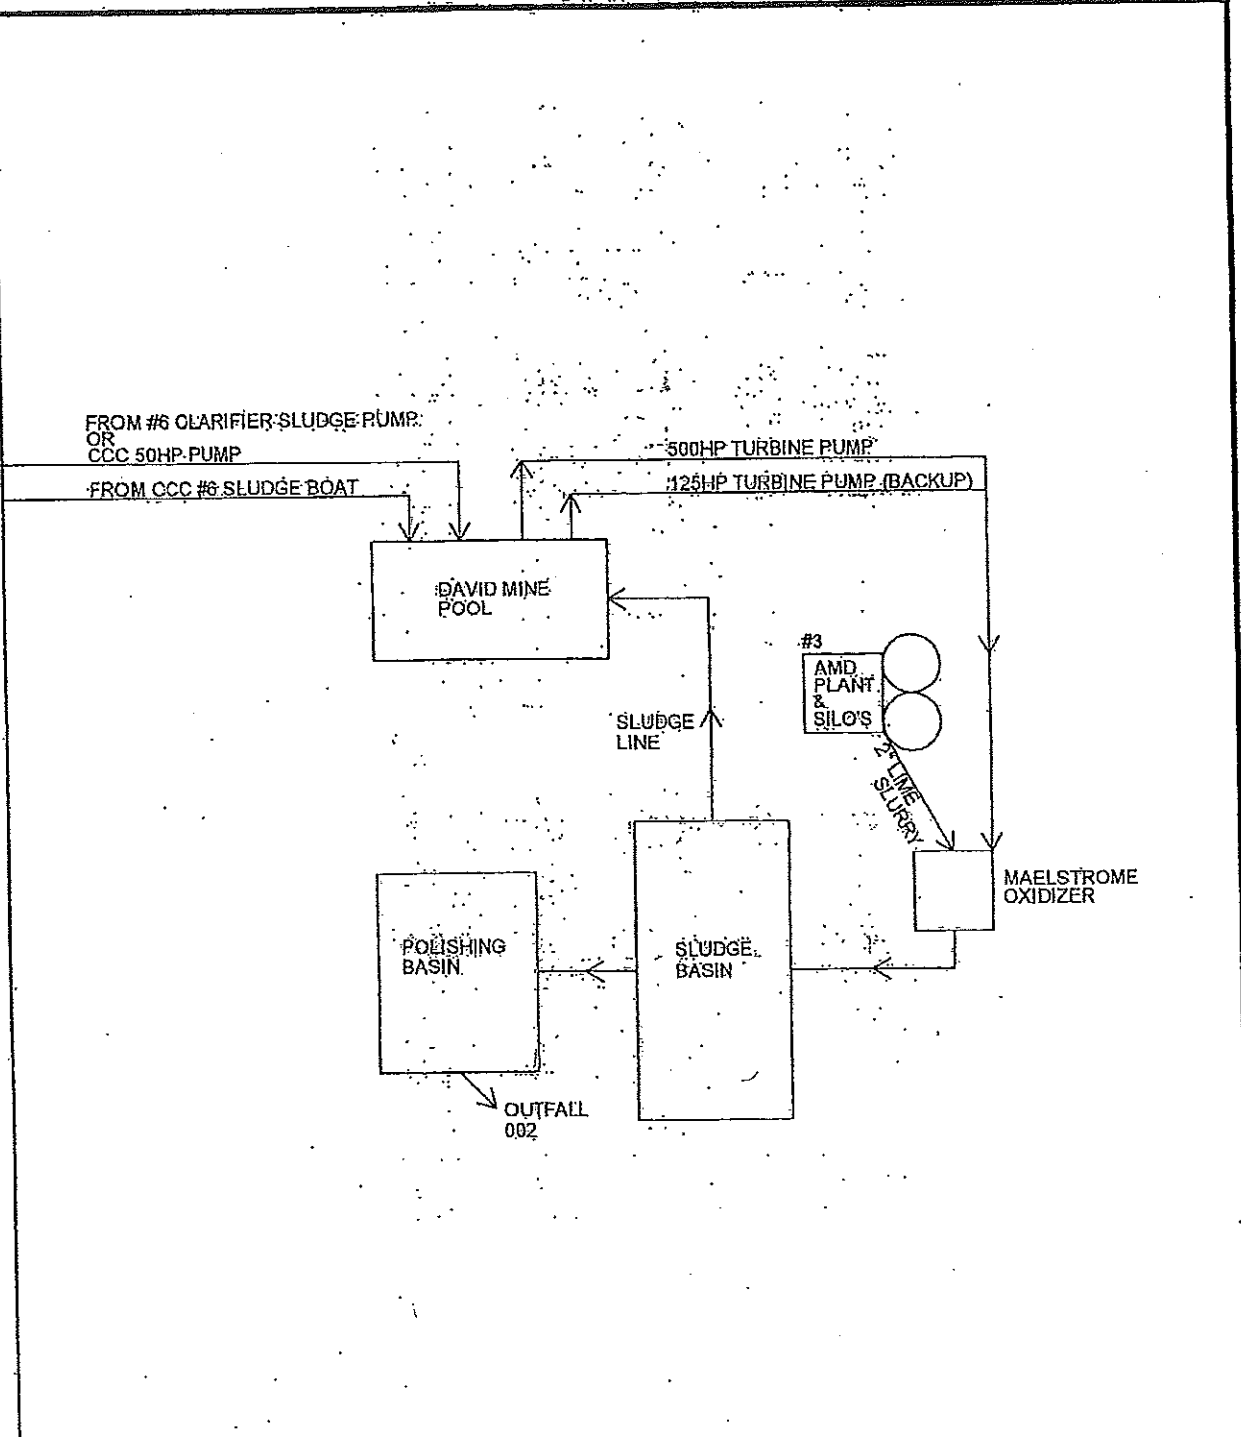 FROM #6 CLARIFIER SLUDGE PUMP
OR
CCC 50HP PUMP
FROM CCC #6 SLUDGE BOAT
500HP TURBINE PUMP
125HP TURBINE PUMP (BACKUP)
DAVID MINE
POOL
#3
AMD
PLANT
&
SILO'S
SLUDGE
LINE
2" LIME
SLURRY
MAELSTROME
OXIDIZER
POLISHING
BASIN
SLUDGE
BASIN
OUTFALL
002